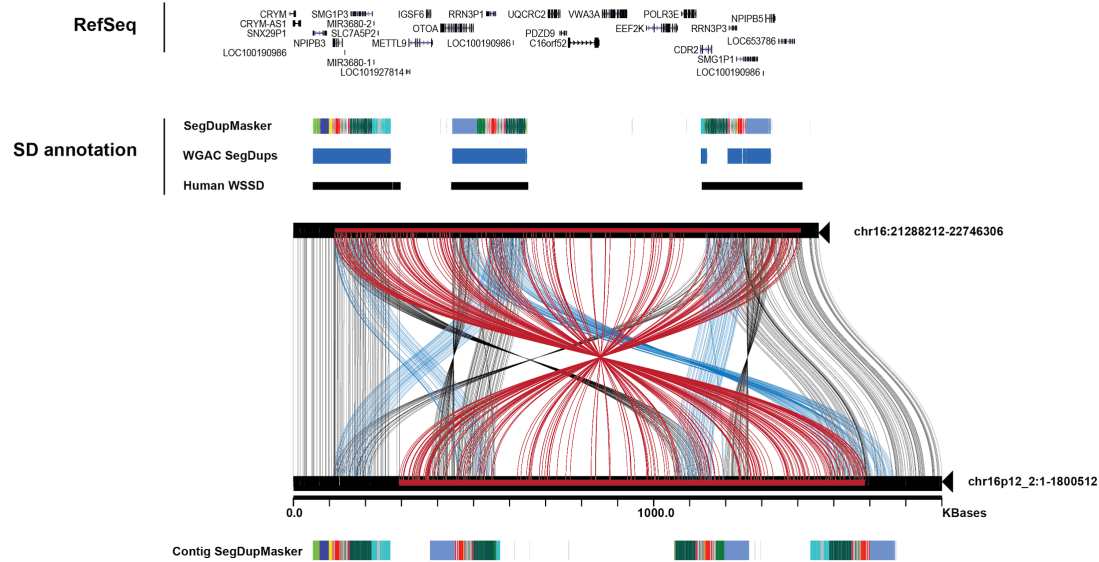 RefSeq
CRYM SMG1P3 IGSF6 RRN3P1 UQCRC2 VWA3A POLR3E NPIPB5
CRYM-AS1 MIR3680-2 OTOA EEF2K RRN3P3
SNX29P1 SLC7A5P2 PDZD9
NPIPB3 METTL9 LOC100190986 C16orf52 LOC653786
LOC100190986 CDR2
MIR3680-1 SMG1P1
LOC101927814 LOC100190986
SD annotation
SegDupMasker
WGAC SegDups
Human WSSD
chr16:21288212-22746306
chr16p12_2:1-1800512
0.0 1000.0 KBases
Contig SegDupMasker